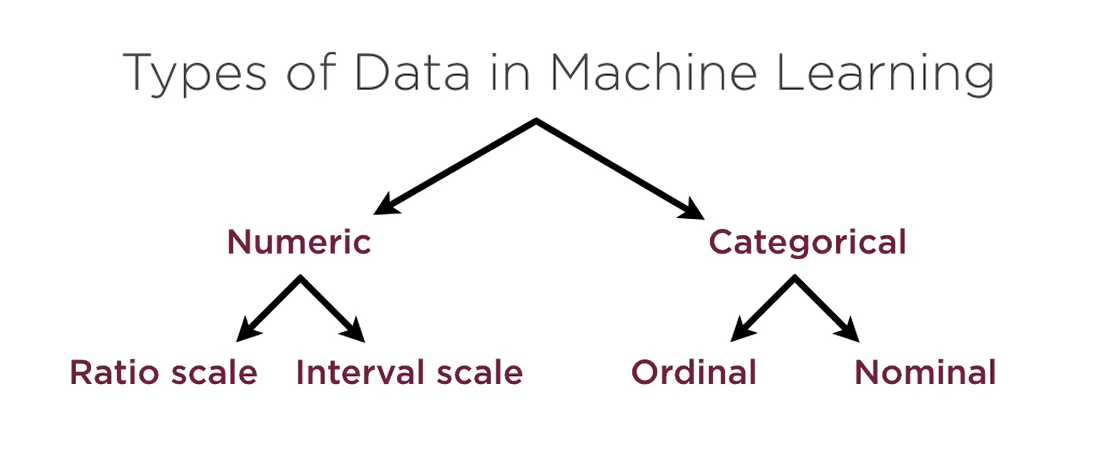 Types of Data in Machine Learning
Numeric
Categorical
Ratio scale
Interval scale
Ordinal
Nominal